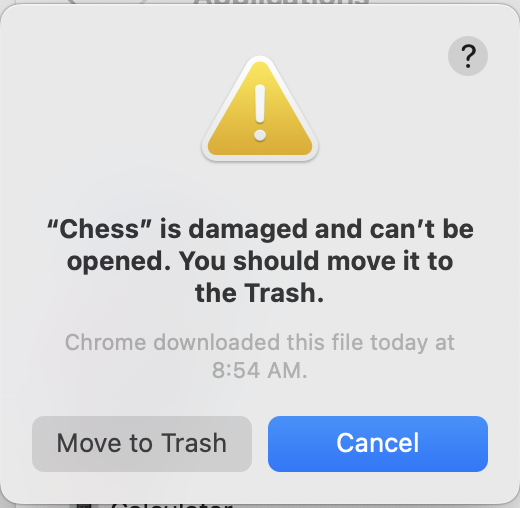 Applications
?
“Chess” is damaged and can’t be
opened. You should move it to
the Trash.
Chrome downloaded this file today at
8:54 AM.
Move to Trash
Cancel
Calculator